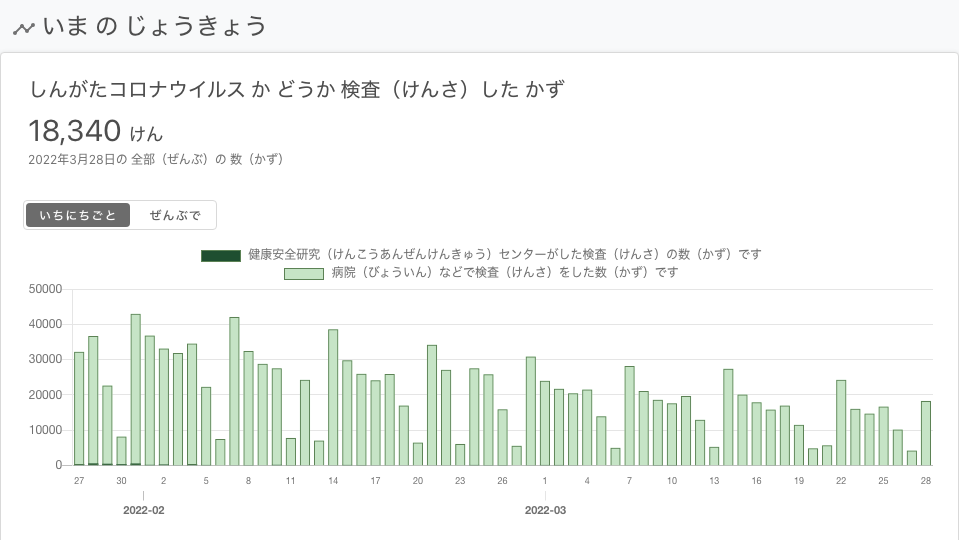 いま の じょうきょう
しんがたコロナウイルス か どうか 検査（けんさ）した かず
18,340 けん
2022年3月28日の 全部（ぜんぶ）の 数（かず）
いちにちごと ぜんぶで
健康安全研究（けんこうあんぜんけんきゅう）センターがした検査（けんさ）の数（かず）です
病院（びょういん）などで検査（けんさ）をした数（かず）です
50000
40000
30000
20000
10000
0
27 30 2 5 8 11 14 17 20 23 26 1 4 7 10 13 16 19 22 25 28
2022-02 2022-03